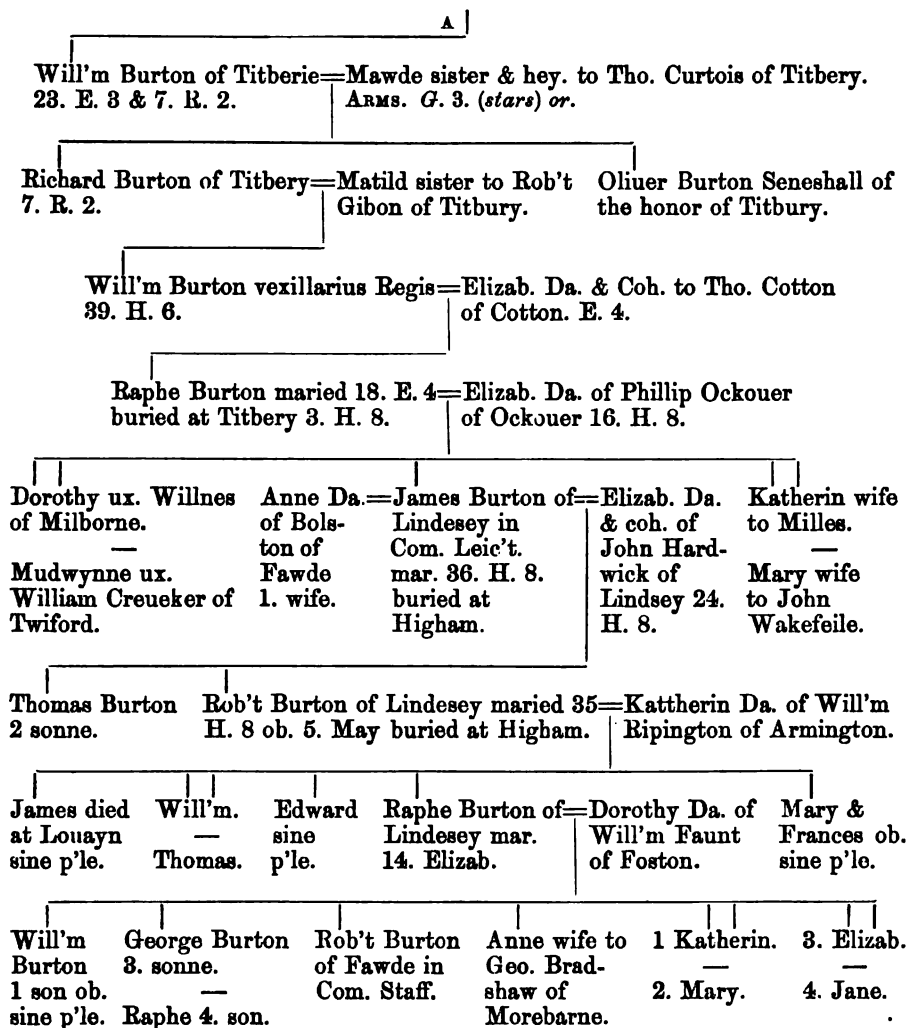 A
Will'm Burton of Titberie=Mawde sister & hey. to Tho. Curtois of Titbery.
23. E. 3 & 7. R. 2.
ARMS. G. 3. (stars) or.
Richard Burton of Titbery=Matild sister to Rob't
7. R. 2.
Gibon of Titbury.
Oliuer Burton Seneshall of
the honor of Titbury.
Will'm Burton vexillarius Regis=Elizab. Da. & Coh. to Tho. Cotton
39. H. 6.
of Cotton. E. 4.
Raphe Burton maried 18. E. 4=Elizab. Da. of Phillip Ockouer
buried at Titbery 3. H. 8.
of Ockouer 16. H. 8.
Dorothy ux. Willnes
of Milborne.
—
Mudwynne ux.
William Creueker of
Twiford.
Anne Da.=
of Bols-
ton of
Fawde
1. wife.
James Burton of=
Lindesey in
Com. Leic't.
mar. 36. H. 8.
buried at
Higham.
Elizab. Da.
& coh. of
John Hard-
wick of
Lindsey 24.
H. 8.
Katherin wife
to Milles.
—
Mary wife
to John
Wakefeile.
Thomas Burton
2 sonne.
Rob't Burton of Lindesey maried 35=
H. 8 ob. 5. May buried at Higham.
Kattherin Da. of Will'm
Ripington of Armington.
James died
at Louayn
sine p'le.
Will'm.
—
Thomas.
Edward
sine
p'le.
Raphe Burton of=
Lindesey mar.
14. Elizab.
Dorothy Da. of
Will'm Faunt
of Foston.
Mary &
Frances ob.
sine p'le.
Will'm
Burton
1 son ob.
sine p'le.
George Burton
3. sonne.
—
Raphe 4. son.
Rob't Burton
of Fawde in
Com. Staff.
Anne wife to
Geo. Brad-
shaw of
Morebarne.
1 Katherin.
—
2. Mary.
3. Elizab.
—
4. Jane.